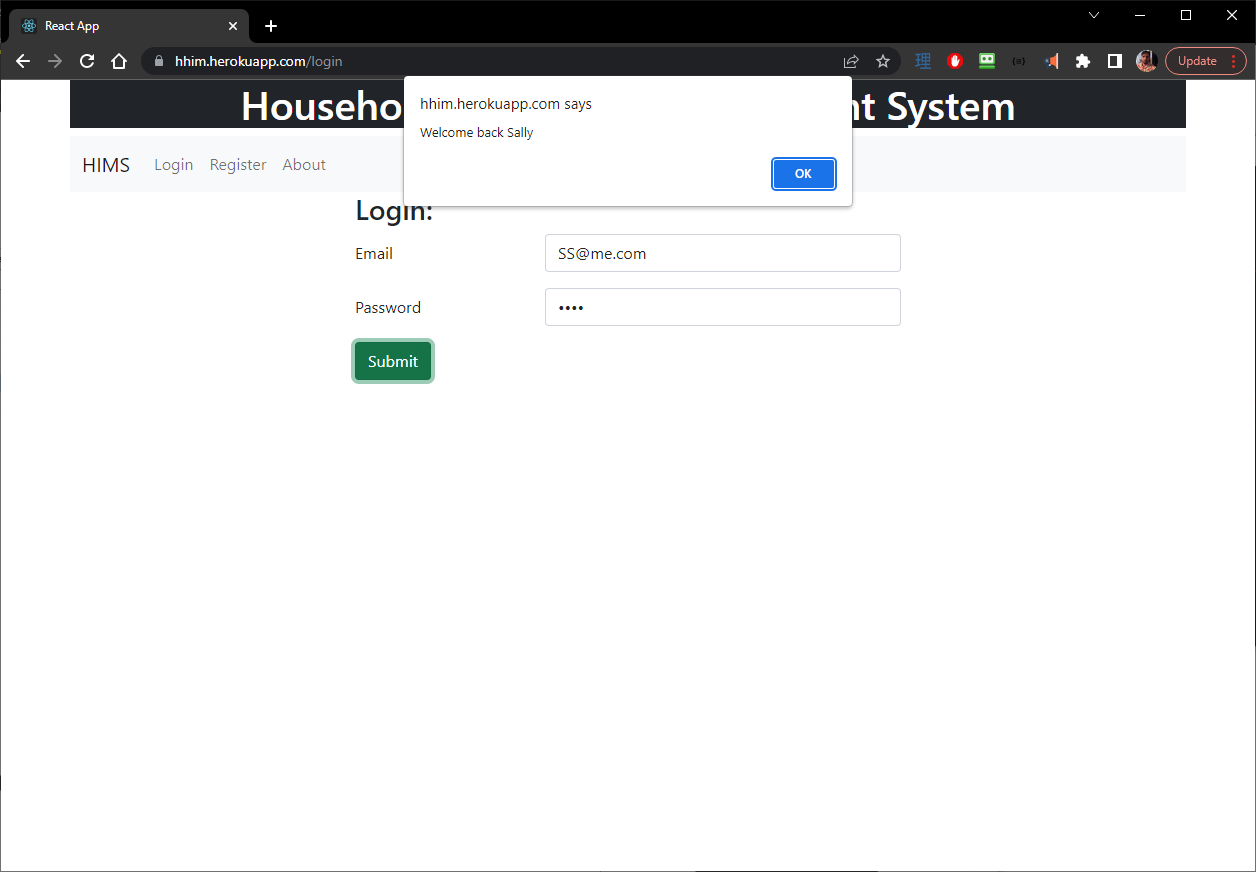 React App
hhim.herokuapp.com/login
理
Update
Househo
nt System
hhim.herokuapp.com says
Welcome back Sally
OK
HIMS Login Register About
Login:
Email SS@me.com
Password ••••
Submit